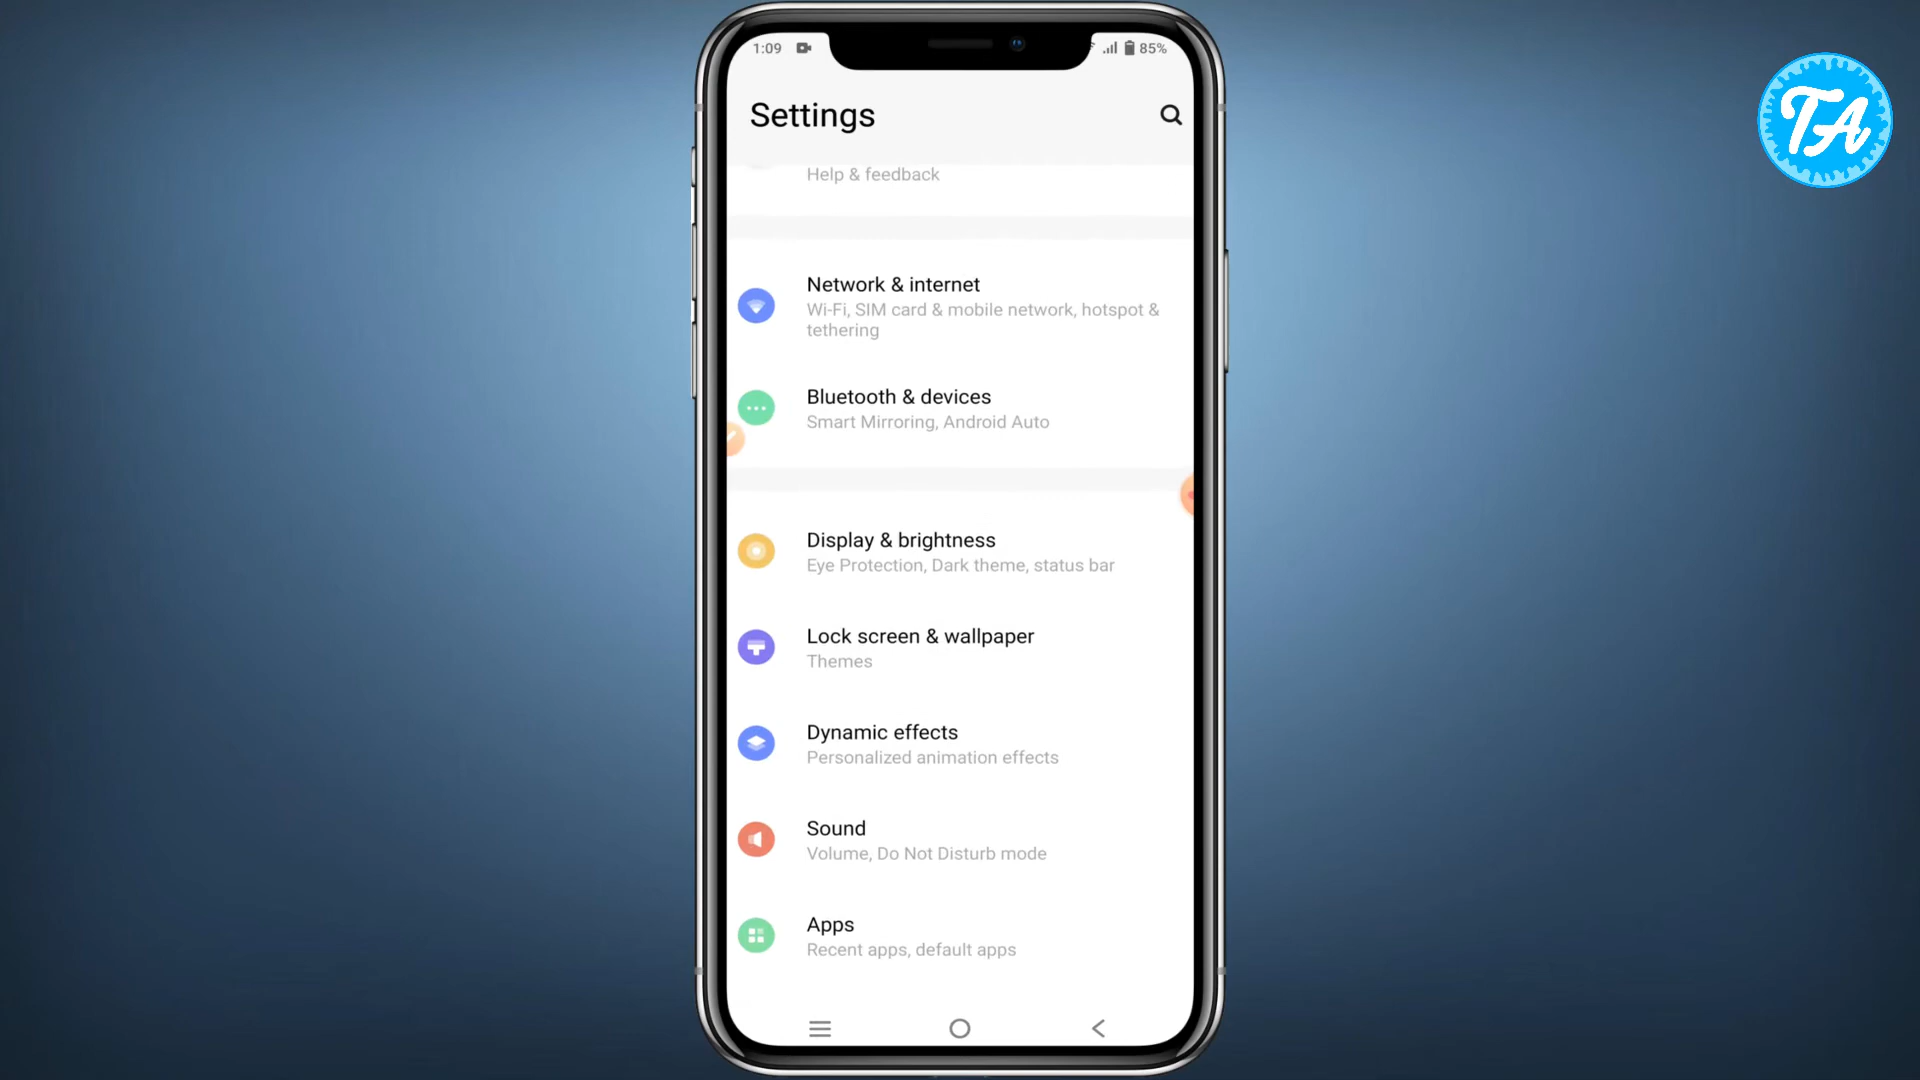 1:09
85%
TA
Settings
Help & feedback
Network & internet
Wi-Fi, SIM card & mobile network, hotspot &
tethering
Bluetooth & devices
Smart Mirroring, Android Auto
Display & brightness
Eye Protection, Dark theme, status bar
Lock screen & wallpaper
Themes
Dynamic effects
Personalized animation effects
Sound
Volume, Do Not Disturb mode
Apps
Recent apps, default apps